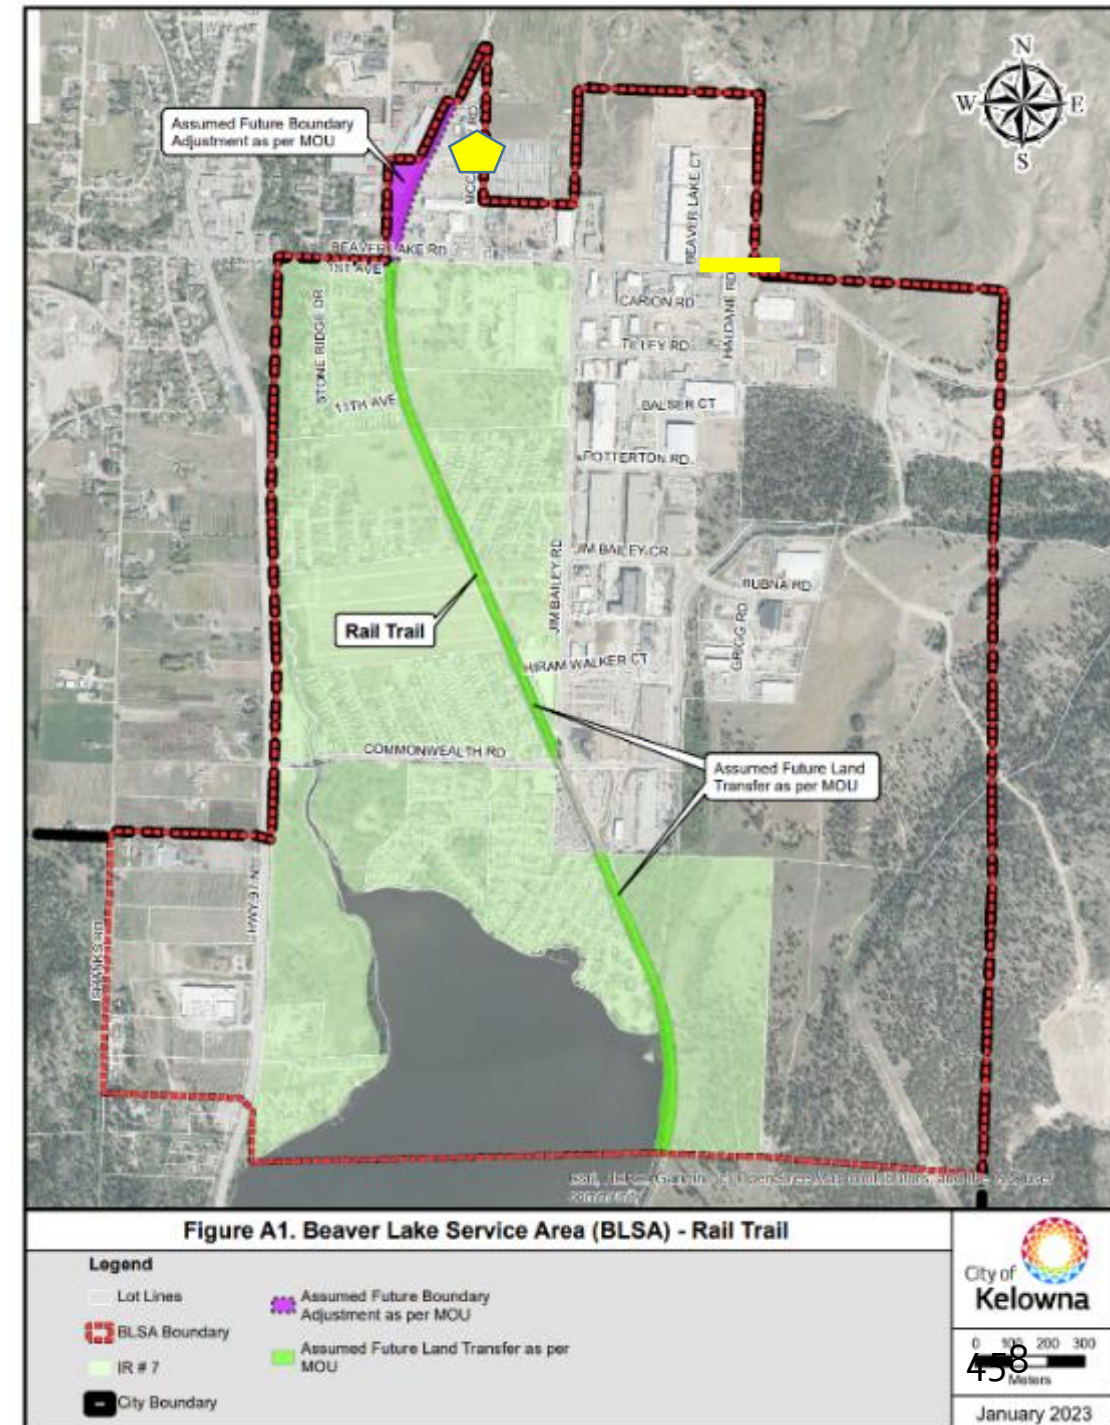 N
W E
S
Assumed Future Boundary
Adjustment as per MOU
RD
BEAVER LAKE RD
1ST AVE
BEAVER LAKE CT
CARION RD
HALDANE RD
STONE RIDGE DR
TILLEY RD
11TH AVE
BALSER CT
POTTERTON RD
JIM BAILEY RD
JIM BAILEY CR
BUBNA RD
Rail Trail
GRIGG RD
HIRAM WALKER CT
COMMONWEALTH RD
Assumed Future Land
Transfer as per MOU
HWY 97 N
Figure A1. Beaver Lake Service Area (BLSA) - Rail Trail
Legend
Lot Lines
BLSA Boundary
IR # 7
City Boundary
Assumed Future Boundary
Adjustment as per MOU
Assumed Future Land Transfer as per
MOU
City of
Kelowna
0 100 200 300
458
Meters
January 2023